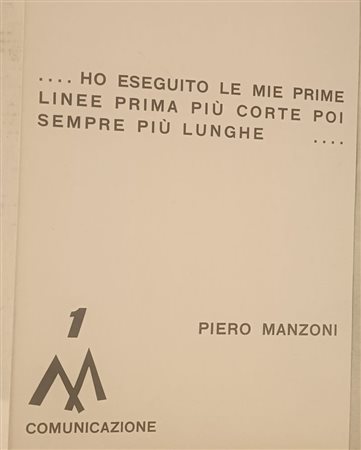 .... HO ESEGUITO LE MIE PRIME
LINEE PRIMA PIÙ CORTE POI
SEMPRE PIÙ LUNGHE ....
1
PIERO MANZONI
M
COMUNICAZIONE